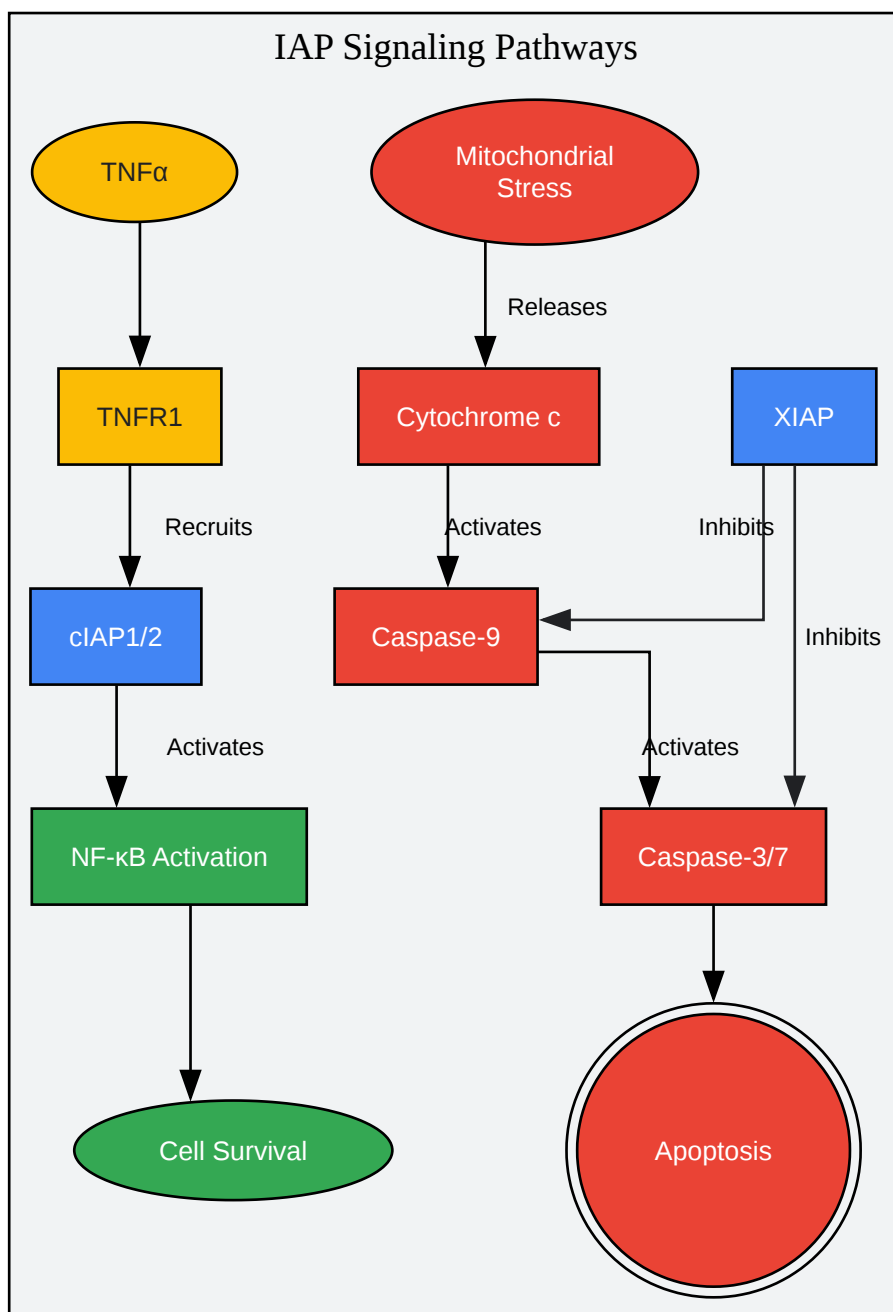 IAP Signaling Pathways
TNFα
Mitochondrial
Stress
Releases
TNFR1
Cytochrome c
XIAP
Recruits
Activates
Inhibits
cIAP1/2
Caspase-9
Inhibits
Activates
Activates
NF-κB Activation
Caspase-3/7
Cell Survival
Apoptosis